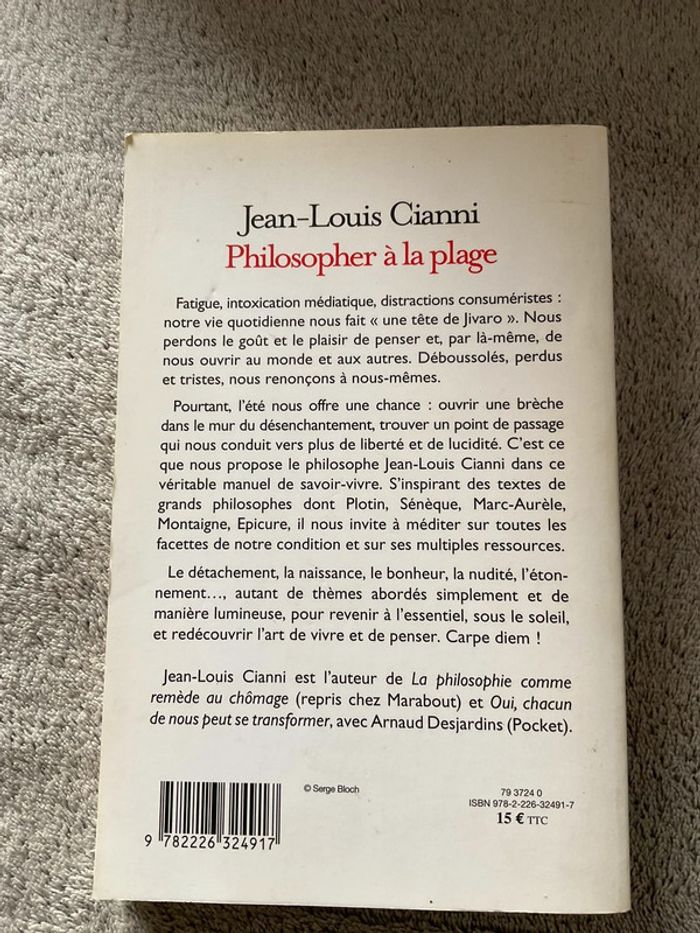 Jean-Louis Cianni
Philosopher à la plage
Fatigue, intoxication médiatique, distractions consuméristes :
notre vie quotidienne nous fait « une tête de Jivaro ». Nous
perdons le goût et le plaisir de penser et, par là-même, de
nous ouvrir au monde et aux autres. Déboussolés, perdus
et tristes, nous renonçons à nous-mêmes.
Pourtant, l'été nous offre une chance : ouvrir une brèche
dans le mur du désenchantement, trouver un point de passage
qui nous conduit vers plus de liberté et de lucidité. C'est ce
que nous propose le philosophe Jean-Louis Cianni dans ce
véritable manuel de savoir-vivre. S'inspirant des textes de
grands philosophes dont Plotin, Sénèque, Marc-Aurèle,
Montaigne, Epicure, il nous invite à méditer sur toutes les
facettes de notre condition et sur ses multiples ressources.
Le détachement, la naissance, le bonheur, la nudité, l'éton-
nement..., autant de thèmes abordés simplement et de
manière lumineuse, pour revenir à l'essentiel, sous le soleil,
et redécouvrir l'art de vivre et de penser. Carpe diem !
Jean-Louis Cianni est l'auteur de La philosophie comme
remède au chômage (repris chez Marabout) et Oui, chacun
de nous peut se transformer, avec Arnaud Desjardins (Pocket).
© Serge Bloch
79 3724 0
ISBN 978-2-226-32491-7
15 € TTC
9 782226 324917